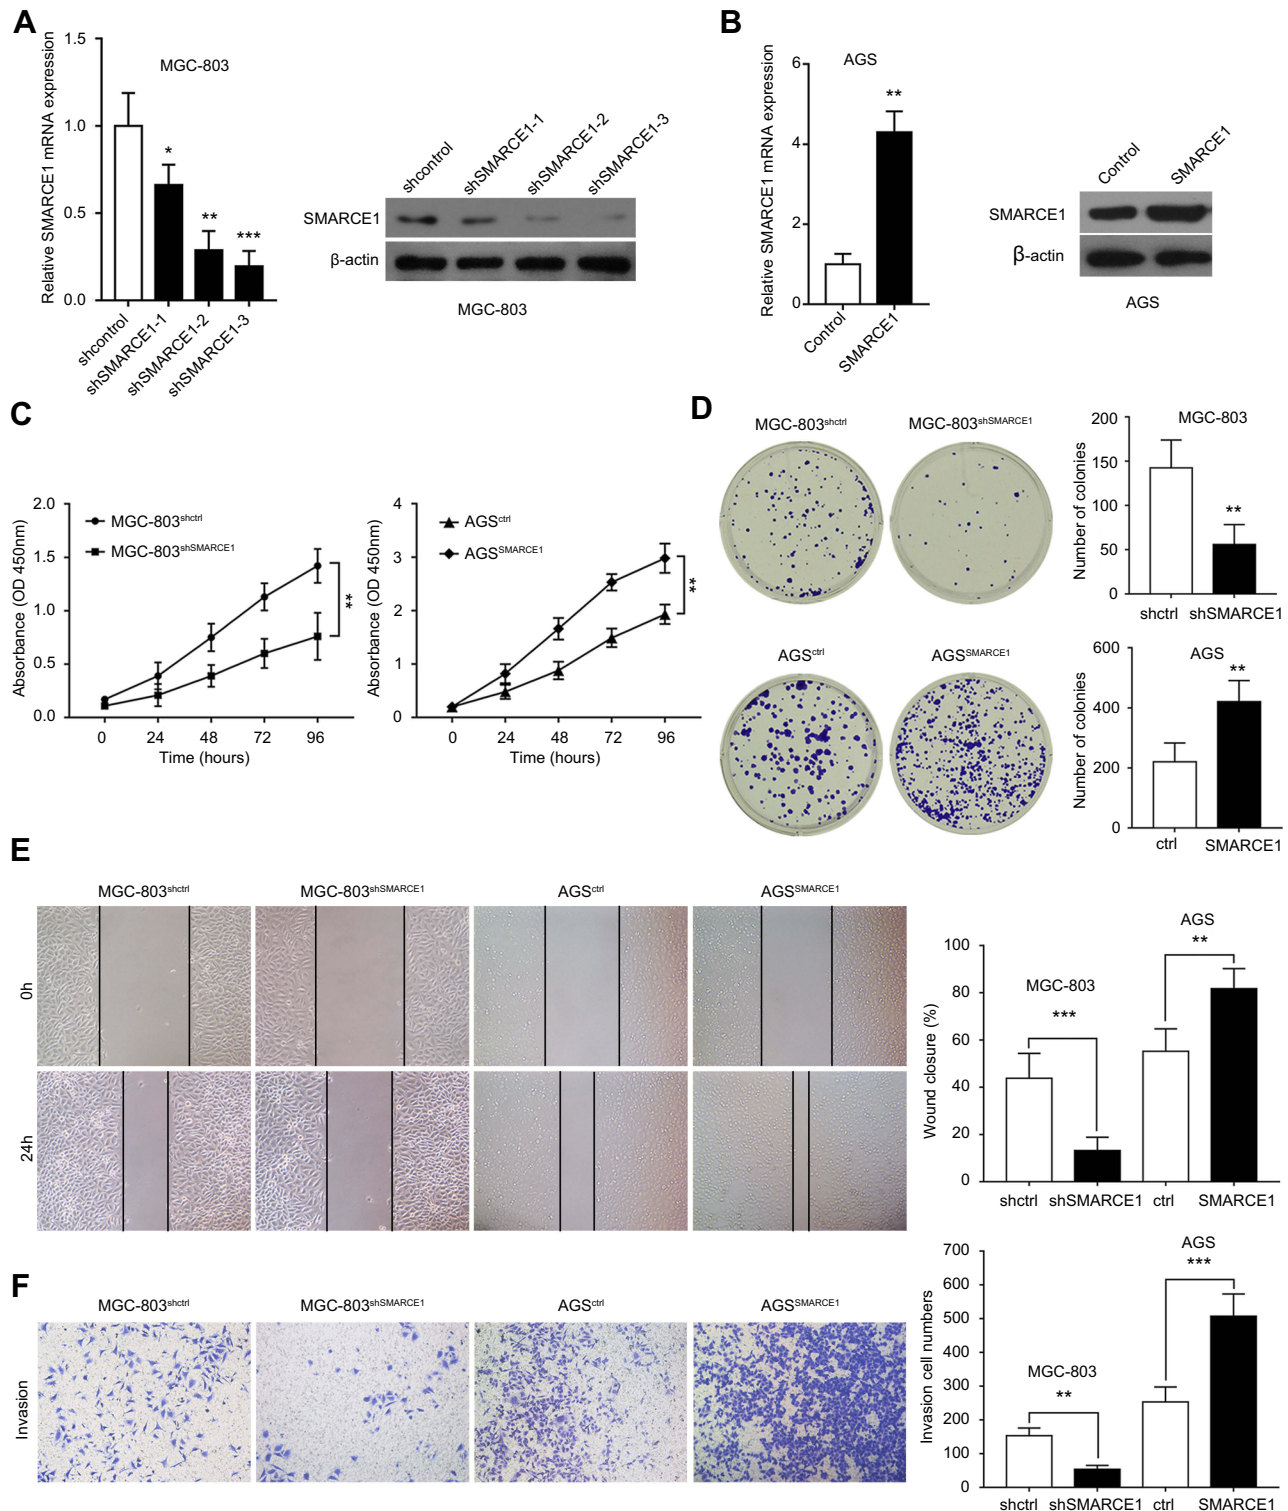 A
Relative SMARCE1 mRNA expression
1.5
1.0
0.5
0.0
MGC-803
*
**
***
shcontrol
shSMARCE1-1
shSMARCE1-2
shSMARCE1-3
shcontrol
shSMARCE1-1
shSMARCE1-2
shSMARCE1-3
SMARCE1
β-actin
MGC-803
B
Relative SMARCE1 mRNA expression
6
4
2
0
AGS
**
Control
SMARCE1
Control
SMARCE1
SMARCE1
β-actin
AGS
C
Absorbance (OD 450nm)
2.0
1.5
1.0
0.5
0.0
MGC-803shctrl
MGC-803shSMARCE1
**
0 24 48 72 96
Time (hours)
Absorbance (OD 450nm)
4
3
2
1
0
AGSctrl
AGSSMARCE1
**
0 24 48 72 96
Time (hours)
D
MGC-803shctrl
MGC-803shSMARCE1
Number of colonies
200
150
100
50
0
MGC-803
**
shctrl shSMARCE1
AGSctrl
AGSSMARCE1
Number of colonies
600
400
200
0
AGS
**
ctrl SMARCE1
E
MGC-803shctrl
MGC-803shSMARCE1
AGSctrl
AGSSMARCE1
0h
24h
Wound closure (%)
100
80
60
40
20
0
MGC-803
***
AGS
**
shctrl shSMARCE1 ctrl SMARCE1
F
MGC-803shctrl
MGC-803shSMARCE1
AGSctrl
AGSSMARCE1
Invasion
Invasion cell numbers
700
600
500
400
300
200
100
0
MGC-803
**
AGS
***
shctrl shSMARCE1 ctrl SMARCE1